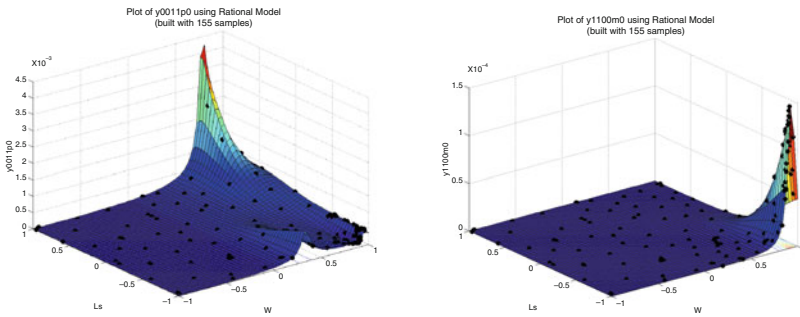 Plot of y0011p0 using Rational Model
(built with 155 samples)
X10⁻³
4.5
4
3.5
3
2.5
2
1.5
1
0.5
0
y0011p0
1
0.5
0
−0.5
−1
Ls
−1
−0.5
0
0.5
1
W
Plot of y1100m0 using Rational Model
(built with 155 samples)
X10⁻⁴
1.5
1
0.5
0
y1100m0
1
0.5
0
−0.5
−1
Ls
−1
−0.5
0
0.5
W